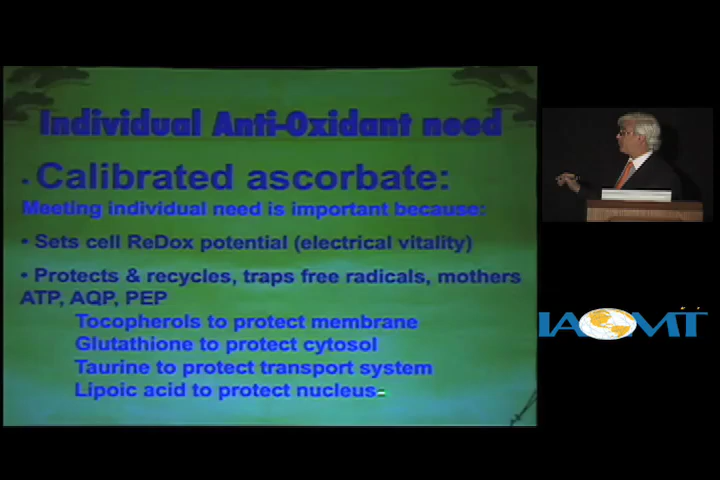 Individual Anti-Oxidant need
• Calibrated ascorbate:
Meeting individual need is important because:
• Sets cell ReDox potential (electrical vitality)
• Protects & recycles, traps free radicals, mothers
ATP, AQP, PEP
Tocopherols to protect membrane
Glutathione to protect cytosol
Taurine to protect transport system
Lipoic acid to protect nucleus
IAOMT